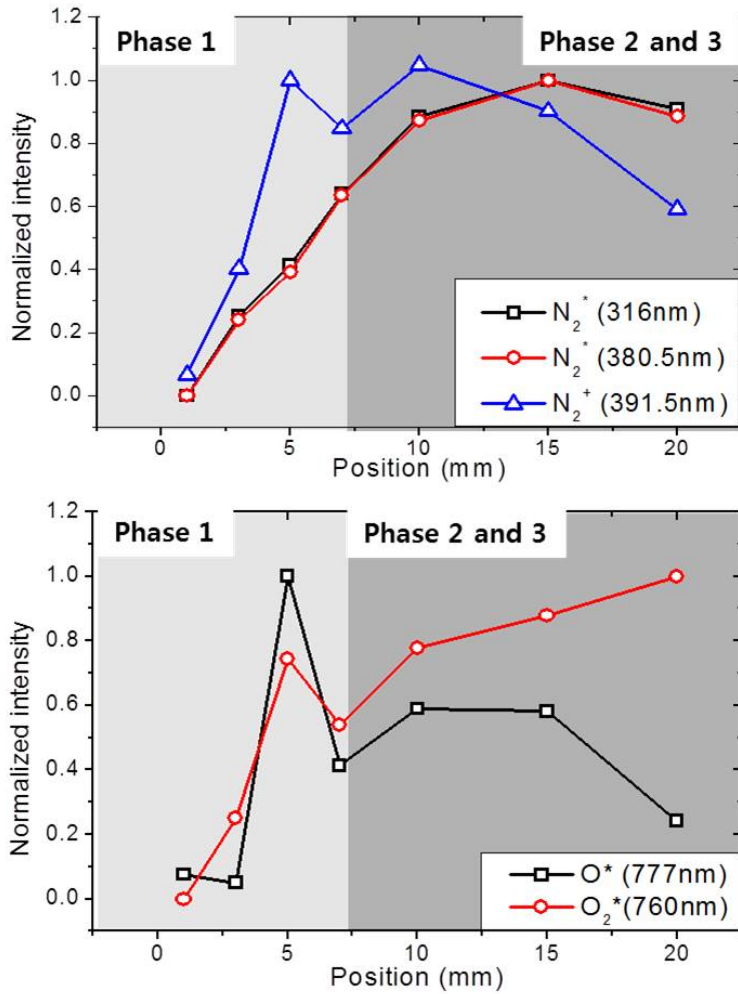 Phase 1
Phase 2 and 3
1.2
1.0
0.8
0.6
0.4
0.2
0.0
Normalized intensity
N₂* (316nm)
N₂* (380.5nm)
N₂⁺ (391.5nm)
0 5 10 15 20
Position (mm)
Phase 1
Phase 2 and 3
1.2
1.0
0.8
0.6
0.4
0.2
0.0
Normalized intensity
O* (777nm)
O₂*(760nm)
0 5 10 15 20
Position (mm)